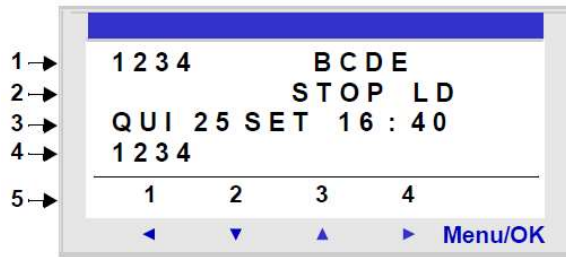 1 1234 BCDE
2 STOP LD
3 QUI 25 SET 16:40
4 1234
5 1 2 3 4
Menu/OK